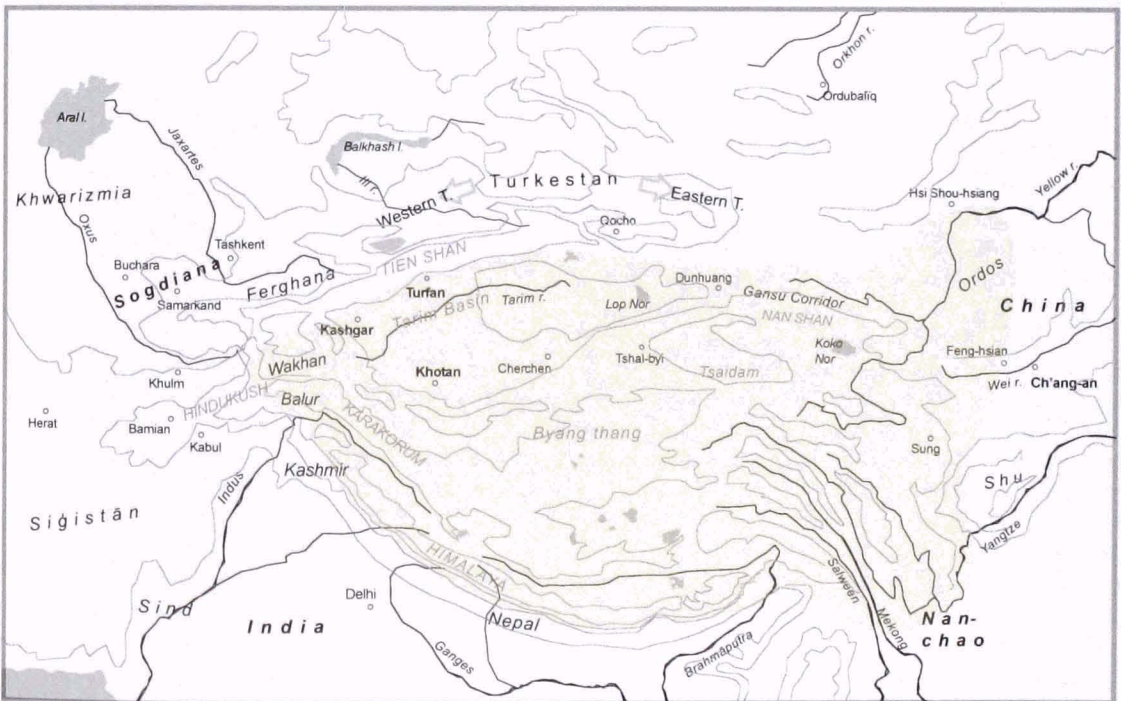 Orkhon r.
Ordubalïq
Aral l.
Jaxartes
Balkhash l.
Ili r.
Turkestan
Western T.
Eastern T.
Khwarizmia
Oxus
Hsi Shou-hsiang
Yellow r.
Qocho
Tashkent
Buchara
Sogdiana
Samarkand
Ferghana
TIEN SHAN
Turfan
Tarim Basin
Tarim r.
Lop Nor
Dunhuang
Gansu Corridor
NAN SHAN
Ordos
China
Kashgar
Wakhan
Khotan
Cherchen
Tshal-byi
Tsaidam
Koko
Nor
Feng-hsian
Wei r.
Ch'ang-an
Khulm
HINDUKUSH
Balur
KARAKORUM
Herat
Bamian
Kabul
Byang thang
Sung
Kashmir
Indus
Shu
Siġistān
Yangtze
HIMALAYA
Salween
Delhi
Sind
India
Nepal
Ganges
Brahmāputra
Mekong
Nan-
chao